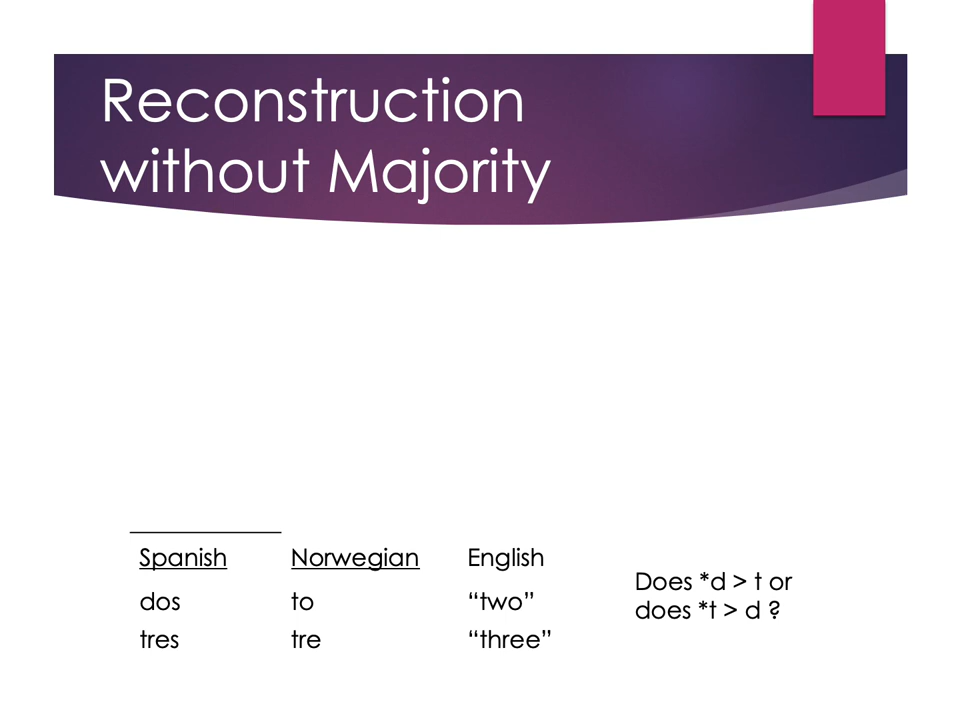 Reconstruction
without Majority
Spanish Norwegian English
dos to “two”
tres tre “three”
Does *d > t or
does *t > d ?